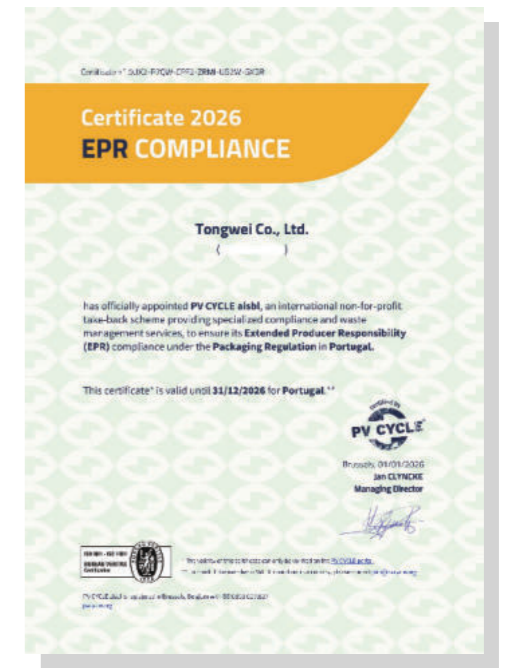 Certificate 2026
EPR COMPLIANCE
Tongwei Co., Ltd.
( )
has officially appointed PV CYCLE aisbl, an international non-for-profit
take-back scheme providing specialized compliance and waste
management services, to ensure its Extended Producer Responsibility
(EPR) compliance under the Packaging Regulation in Portugal.
This certificate* is valid until 31/12/2026 for Portugal.**
PV CYCLE
Brussels, 01/01/2026
Jan CLYNCKE
Managing Director
BUREAU VERITAS
Certification